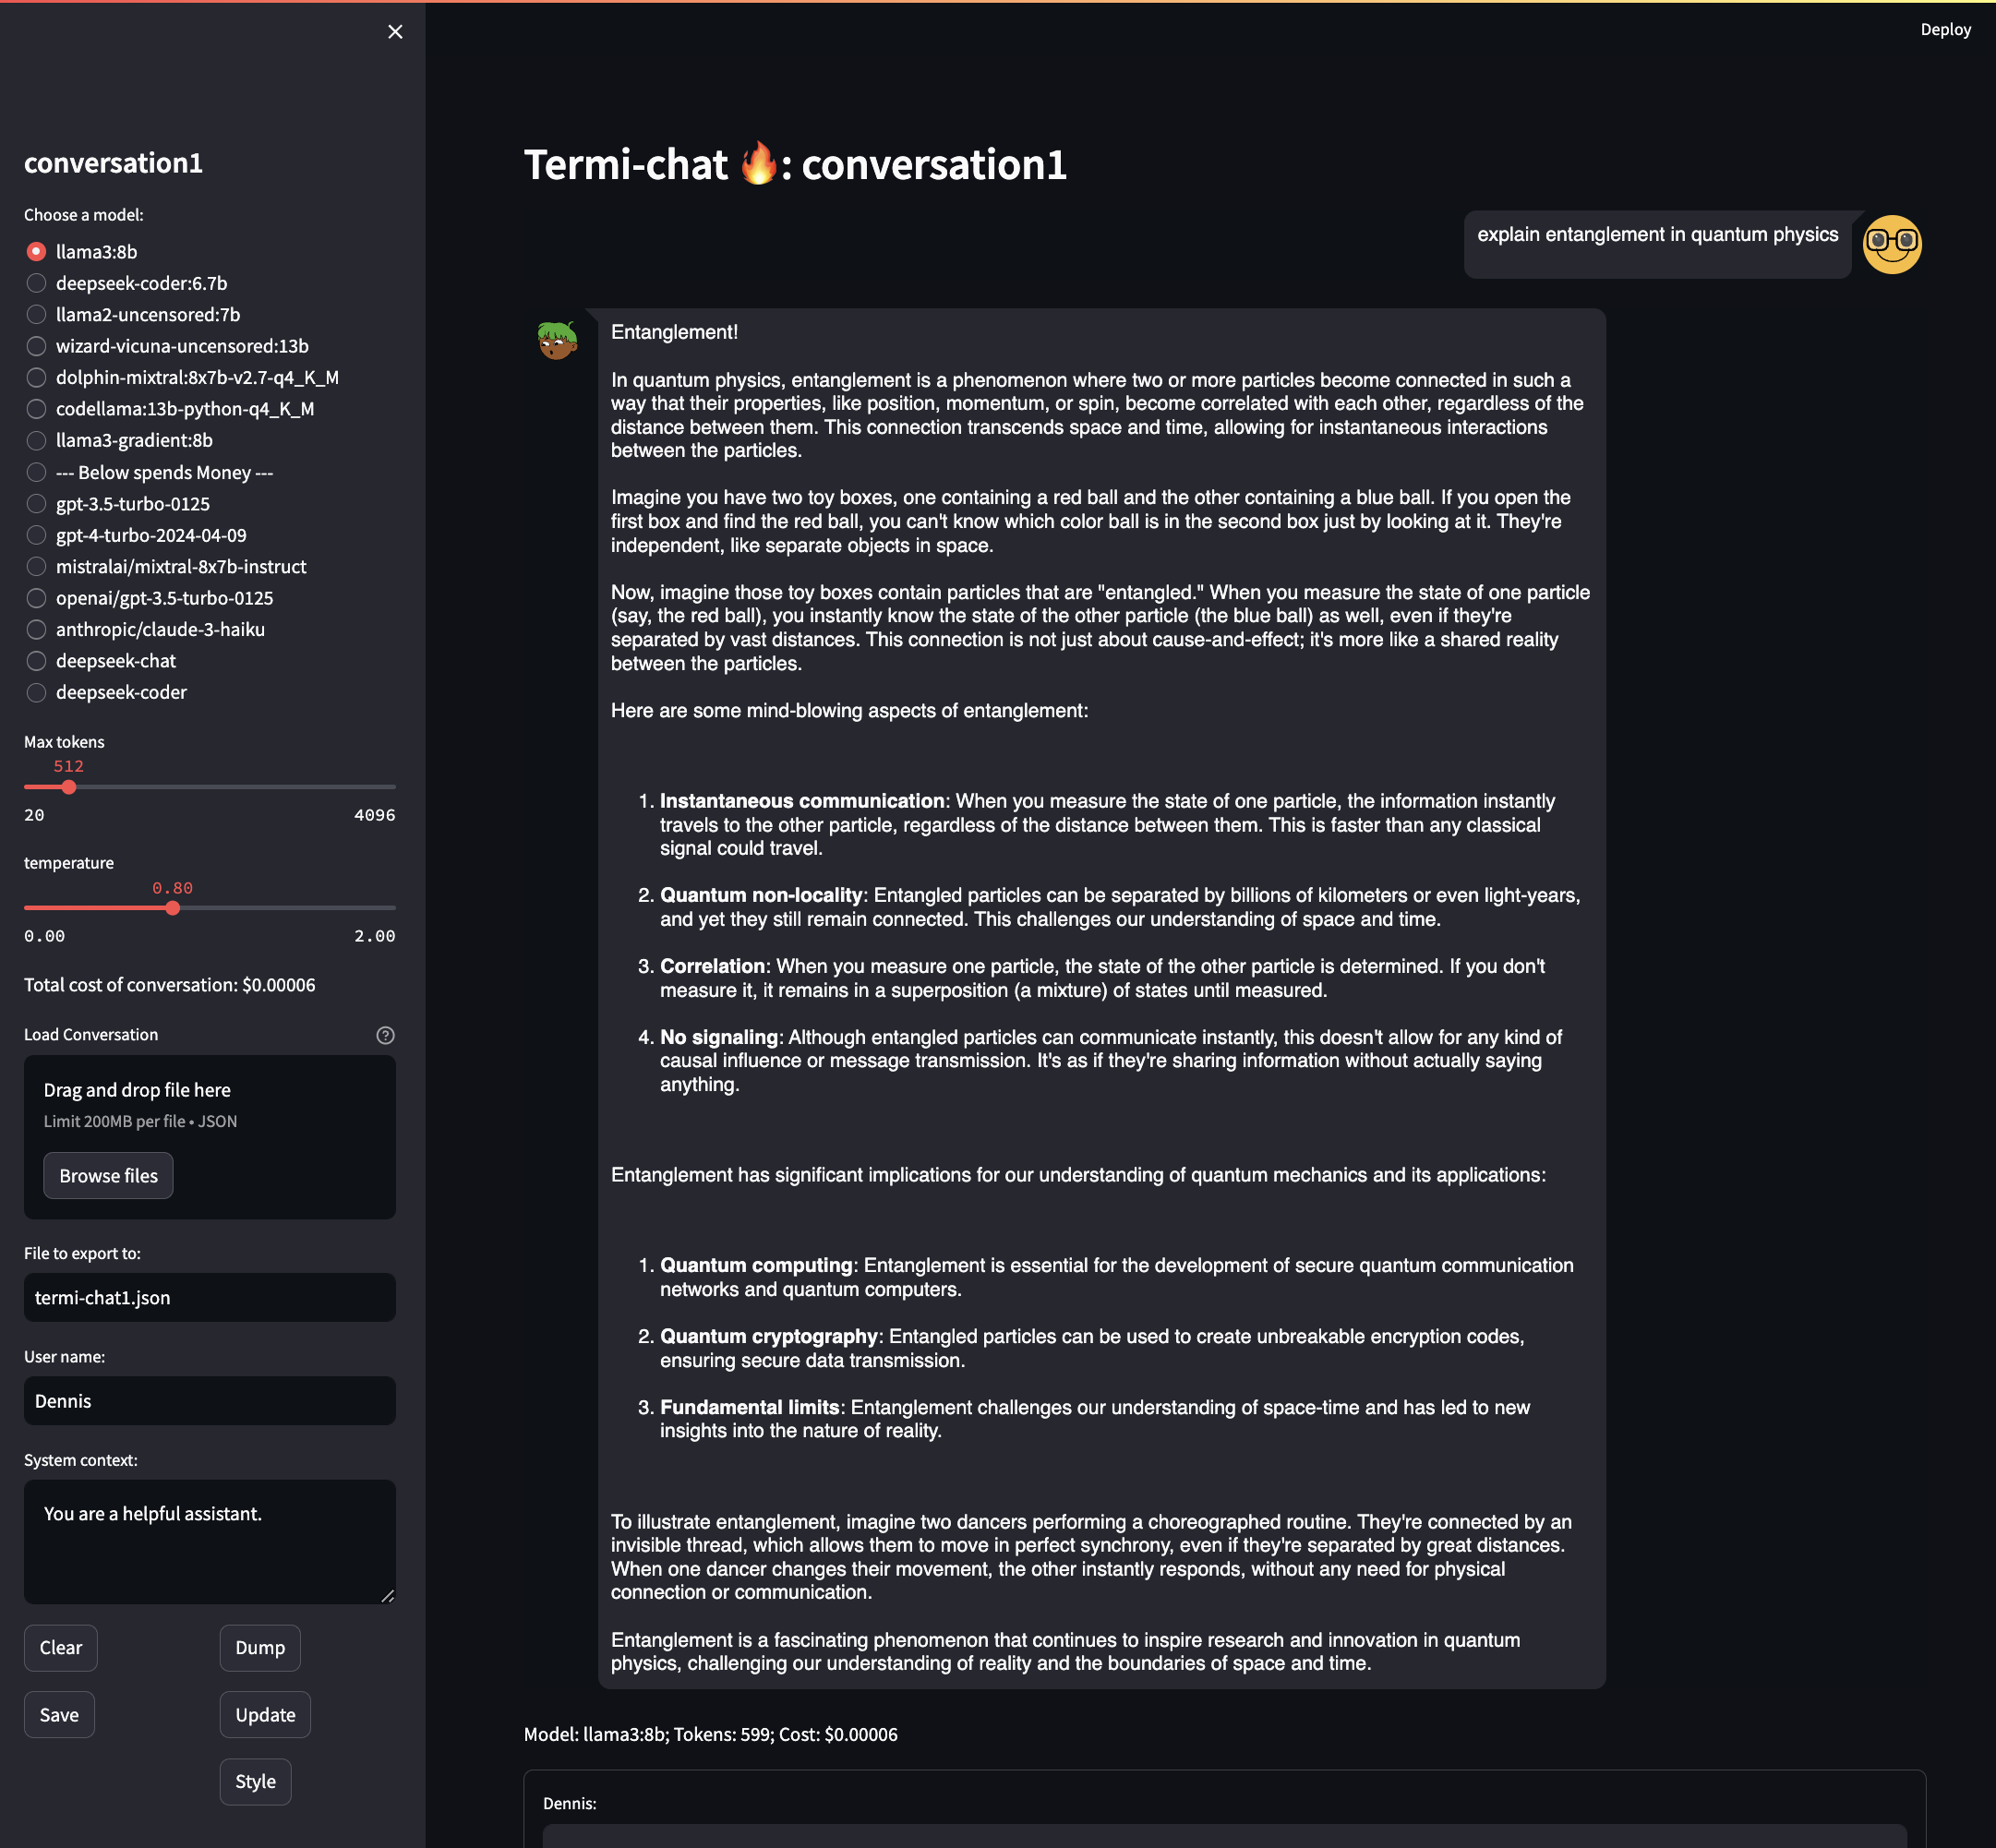 Deploy
conversation1
Choose a model:
llama3:8b
deepseek-coder:6.7b
llama2-uncensored:7b
wizard-vicuna-uncensored:13b
dolphin-mixtral:8x7b-v2.7-q4_K_M
codellama:13b-python-q4_K_M
llama3-gradient:8b
--- Below spends Money ---
gpt-3.5-turbo-0125
gpt-4-turbo-2024-04-09
mistralai/mixtral-8x7b-instruct
openai/gpt-3.5-turbo-0125
anthropic/claude-3-haiku
deepseek-chat
deepseek-coder
Max tokens
512
20 4096
temperature
0.80
0.00 2.00
Total cost of conversation: $0.00006
Load Conversation
Drag and drop file here
Limit 200MB per file • JSON
Browse files
File to export to:
termi-chat1.json
User name:
Dennis
System context:
You are a helpful assistant.
Clear Dump
Save Update
Style
Termi-chat 🔥: conversation1
explain entanglement in quantum physics
Entanglement!
In quantum physics, entanglement is a phenomenon where two or more particles become connected in such a
way that their properties, like position, momentum, or spin, become correlated with each other, regardless of the
distance between them. This connection transcends space and time, allowing for instantaneous interactions
between the particles.
Imagine you have two toy boxes, one containing a red ball and the other containing a blue ball. If you open the
first box and find the red ball, you can't know which color ball is in the second box just by looking at it. They're
independent, like separate objects in space.
Now, imagine those toy boxes contain particles that are "entangled." When you measure the state of one particle
(say, the red ball), you instantly know the state of the other particle (the blue ball) as well, even if they're
separated by vast distances. This connection is not just about cause-and-effect; it's more like a shared reality
between the particles.
Here are some mind-blowing aspects of entanglement:
1. Instantaneous communication: When you measure the state of one particle, the information instantly
travels to the other particle, regardless of the distance between them. This is faster than any classical
signal could travel.
2. Quantum non-locality: Entangled particles can be separated by billions of kilometers or even light-years,
and yet they still remain connected. This challenges our understanding of space and time.
3. Correlation: When you measure one particle, the state of the other particle is determined. If you don't
measure it, it remains in a superposition (a mixture) of states until measured.
4. No signaling: Although entangled particles can communicate instantly, this doesn't allow for any kind of
causal influence or message transmission. It's as if they're sharing information without actually saying
anything.
Entanglement has significant implications for our understanding of quantum mechanics and its applications:
1. Quantum computing: Entanglement is essential for the development of secure quantum communication
networks and quantum computers.
2. Quantum cryptography: Entangled particles can be used to create unbreakable encryption codes,
ensuring secure data transmission.
3. Fundamental limits: Entanglement challenges our understanding of space-time and has led to new
insights into the nature of reality.
To illustrate entanglement, imagine two dancers performing a choreographed routine. They're connected by an
invisible thread, which allows them to move in perfect synchrony, even if they're separated by great distances.
When one dancer changes their movement, the other instantly responds, without any need for physical
connection or communication.
Entanglement is a fascinating phenomenon that continues to inspire research and innovation in quantum
physics, challenging our understanding of reality and the boundaries of space and time.
Model: llama3:8b; Tokens: 599; Cost: $0.00006
Dennis: